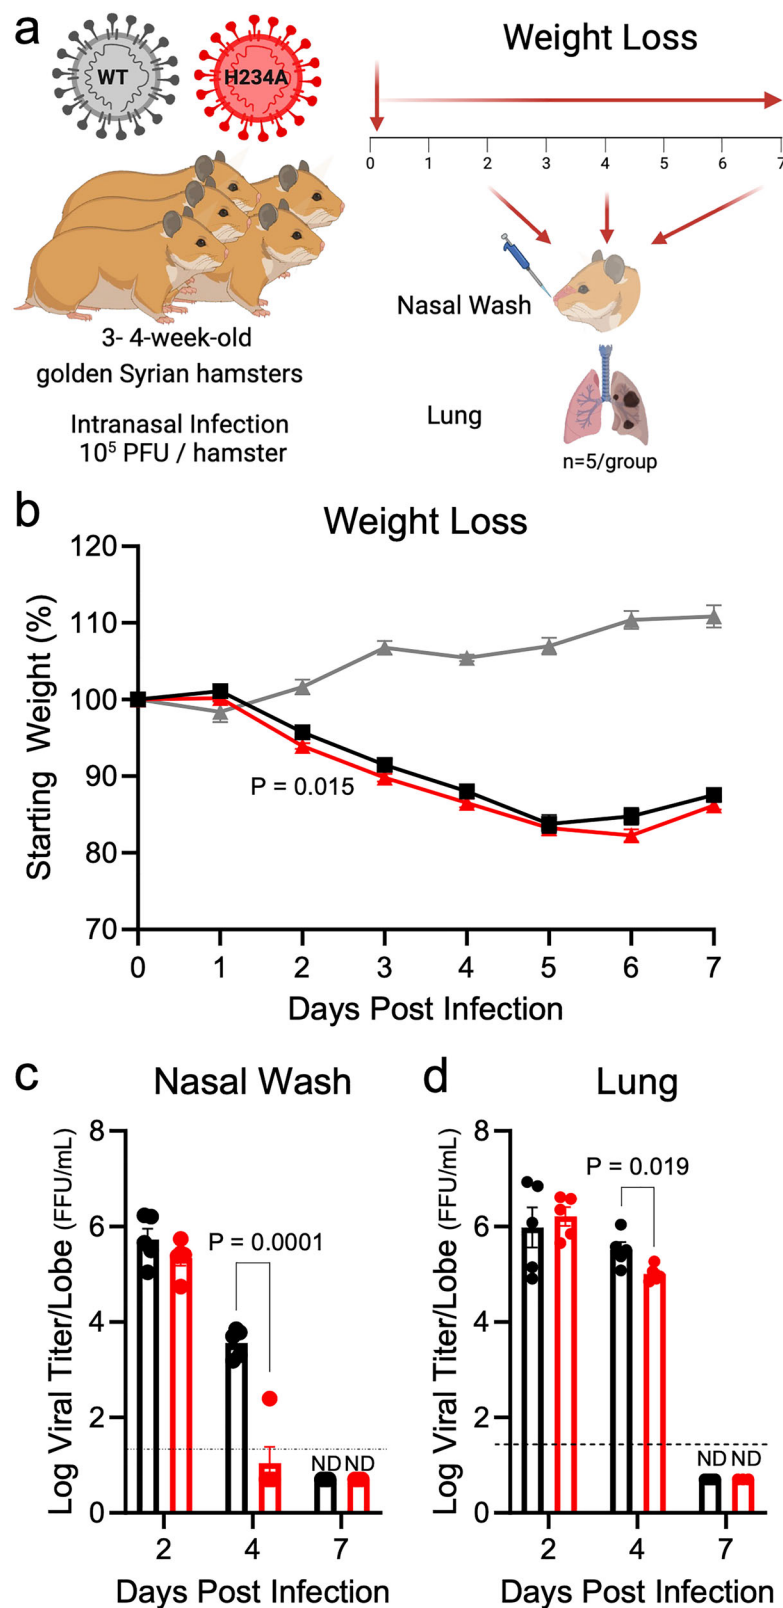 a
WT
H234A
3- 4-week-old
golden Syrian hamsters
Intranasal Infection
10⁵ PFU / hamster
Weight Loss
0 1 2 3 4 5 6 7
Nasal Wash
Lung
n=5/group
b
Weight Loss
Starting Weight (%)
120
110
100
90
80
70
P = 0.015
0 1 2 3 4 5 6 7
Days Post Infection
c
Nasal Wash
Log Viral Titer/Lobe (FFU/mL)
8
6
4
2
0
P = 0.0001
ND ND
2 4 7
Days Post Infection
d
Lung
Log Viral Titer/Lobe (FFU/mL)
8
6
4
2
0
P = 0.019
ND ND
2 4 7
Days Post Infection